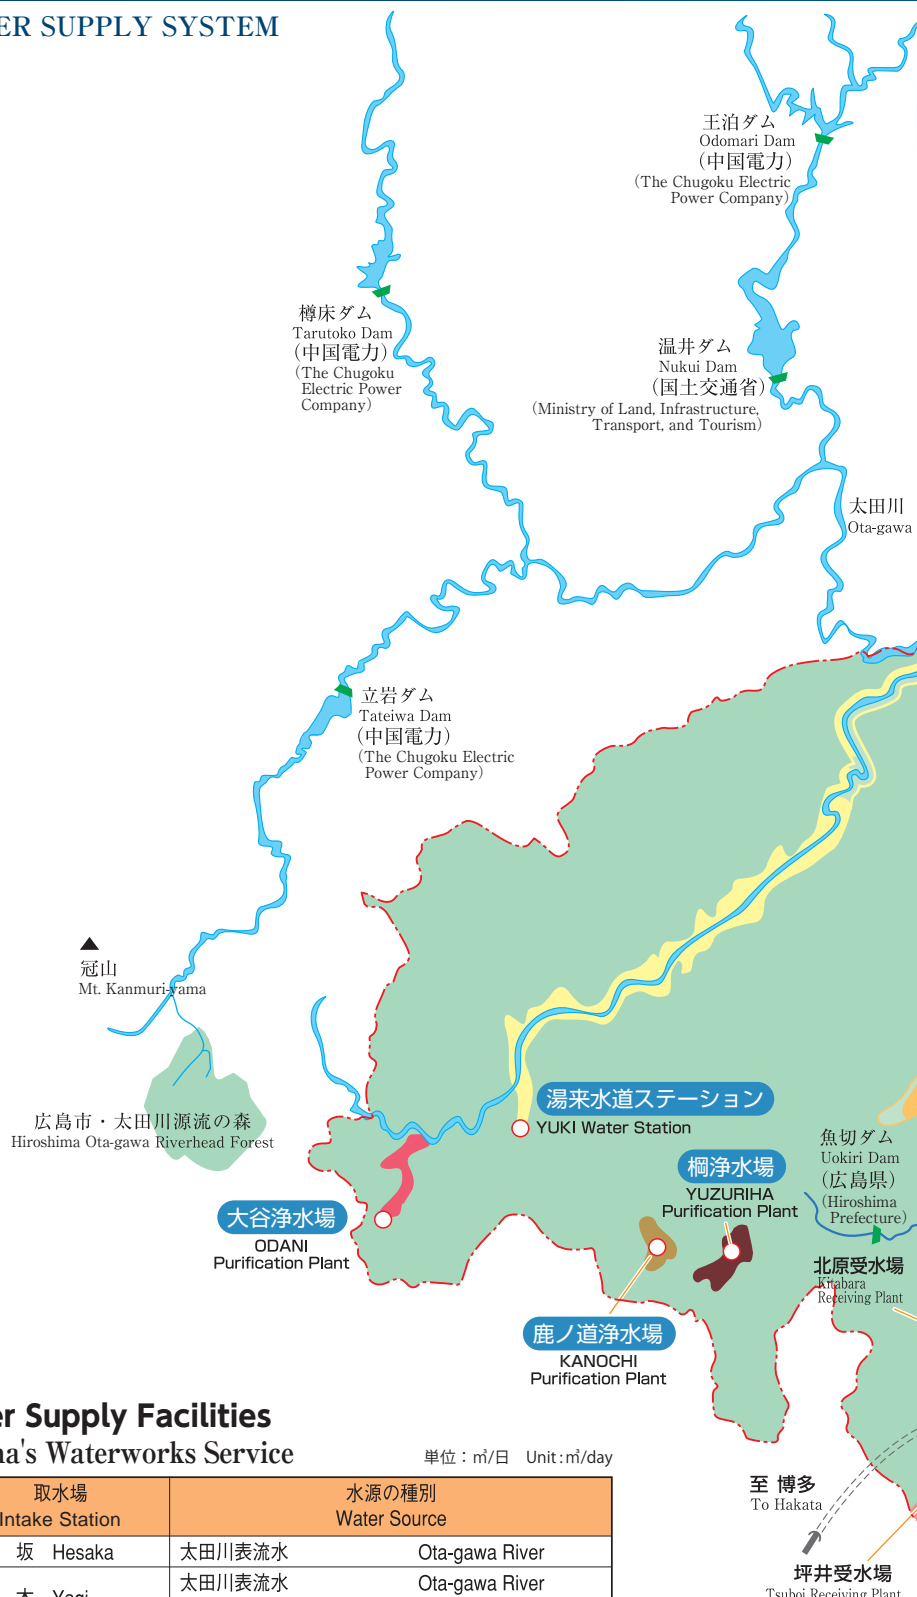 ER SUPPLY SYSTEM
王泊ダム
Odomari Dam
(中国電力)
(The Chugoku Electric
Power Company)
樽床ダム
Tarutoko Dam
(中国電力)
(The Chugoku
Electric Power
Company)
温井ダム
Nukui Dam
(国土交通省)
(Ministry of Land, Infrastructure,
Transport, and Tourism)
太田川
Ota-gawa
立岩ダム
Tateiwa Dam
(中国電力)
(The Chugoku Electric
Power Company)
冠山
Mt. Kanmuri-yama
広島市・太田川源流の森
Hiroshima Ota-gawa Riverhead Forest
湯来水道ステーション
YUKI Water Station
魚切ダム
Uokiri Dam
(広島県)
(Hiroshima
Prefecture)
棡浄水場
YUZURIHA
Purification Plant
大谷浄水場
ODANI
Purification Plant
北原受水場
Kitabara
Receiving Plant
鹿ノ道浄水場
KANOCHI
Purification Plant
er Supply Facilities
na's Waterworks Service
単位：㎥/日 Unit:㎥/day
至 博多
To Hakata
取水場 水源の種別
Intake Station Water Source
坂 Hesaka 太田川表流水 Ota-gawa River
木 Yagi 太田川表流水 Ota-gawa River
坪井受水場
Tsuboi Receiving Plant